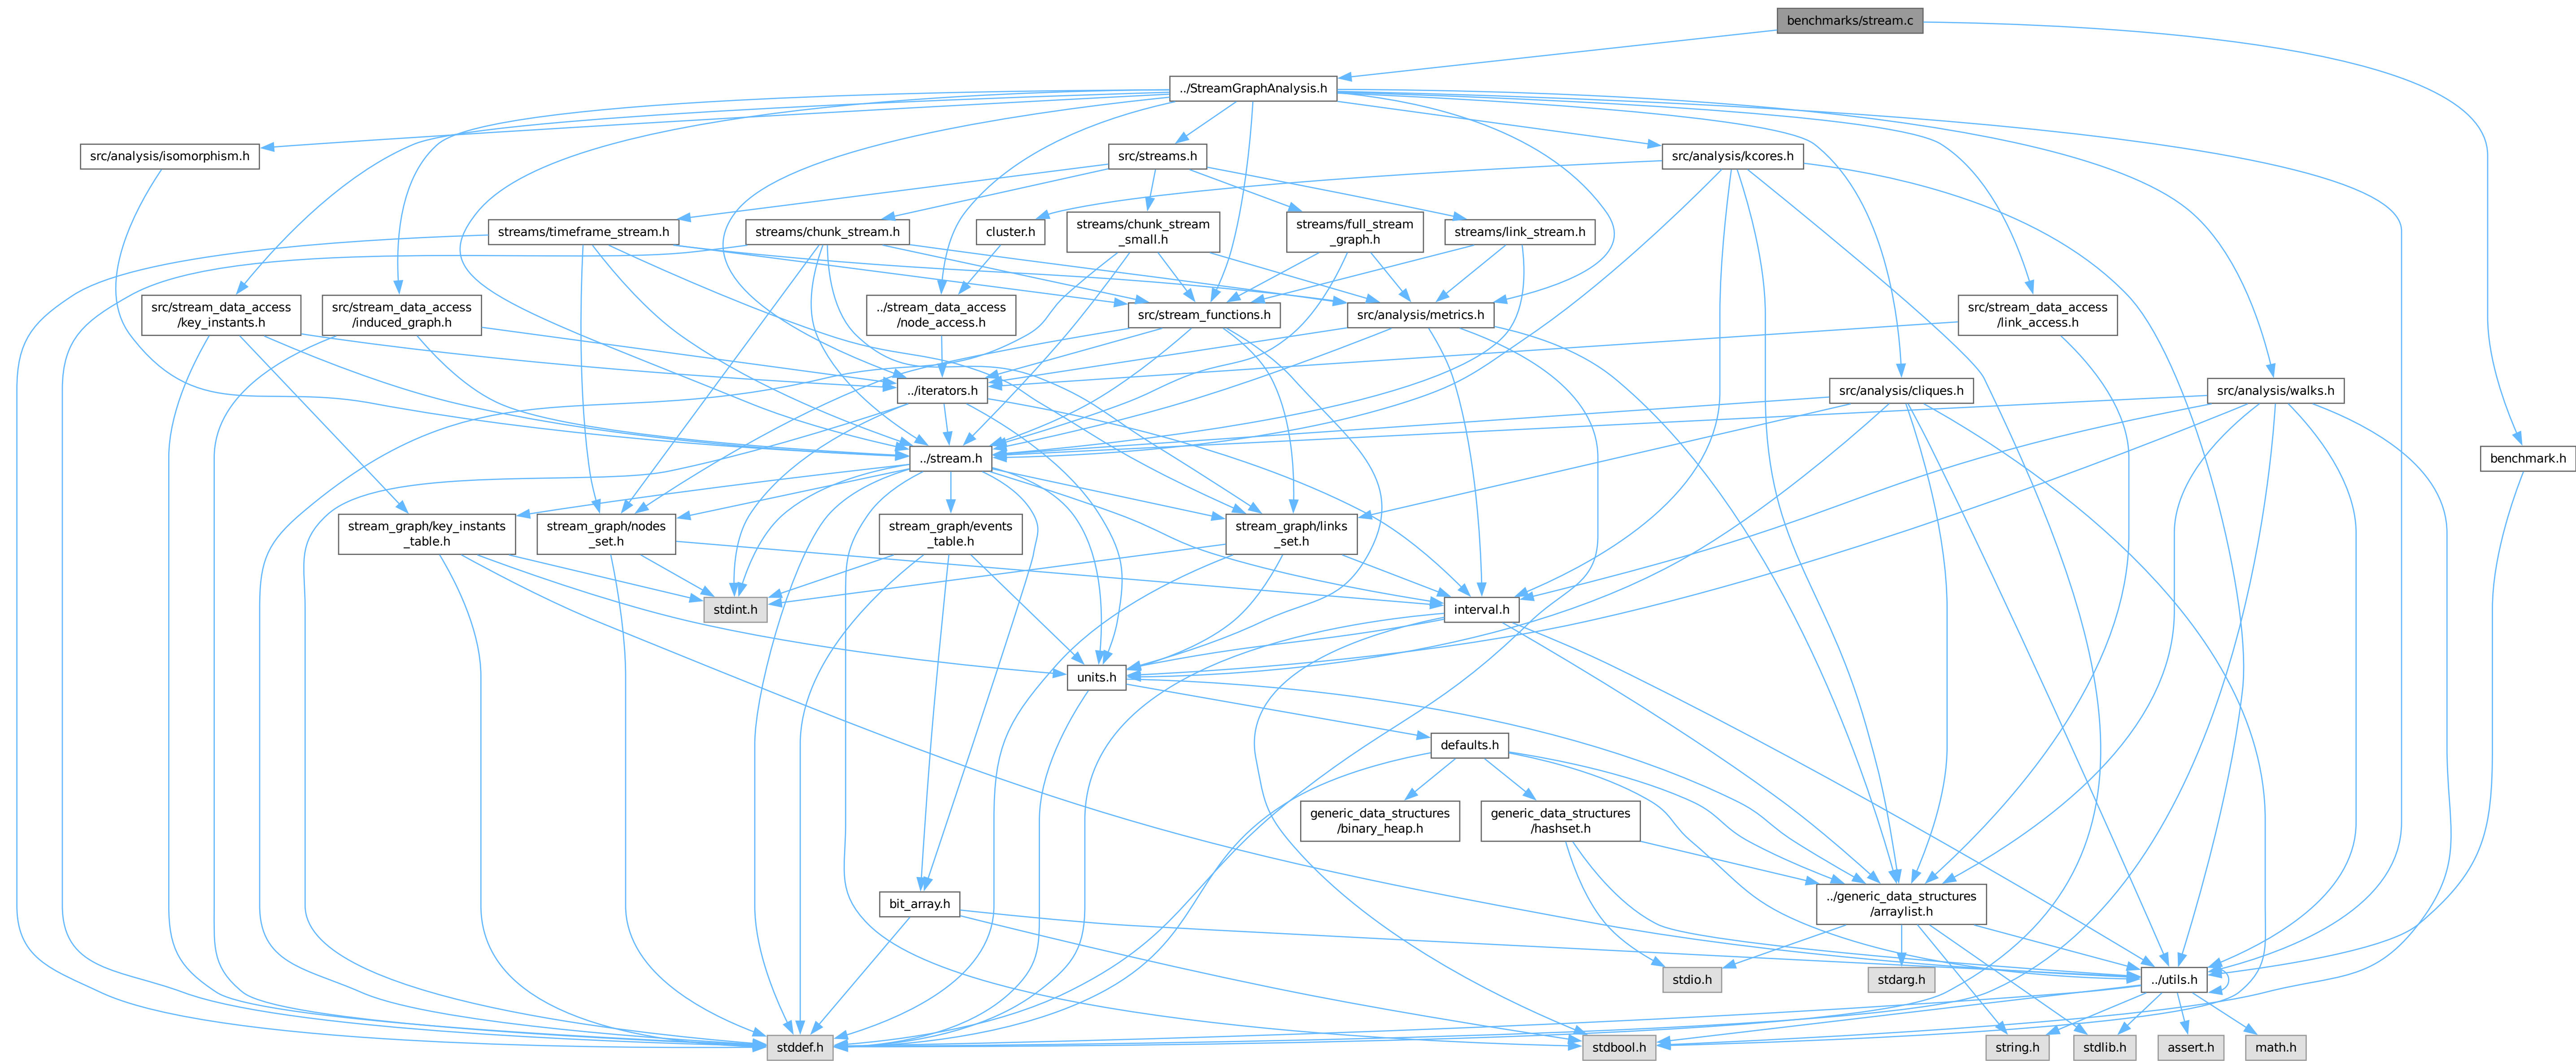 benchmarks/stream.c
../StreamGraphAnalysis.h
src/analysis/isomorphism.h
src/streams.h
src/analysis/kcores.h
streams/timeframe_stream.h
streams/chunk_stream.h
cluster.h
streams/chunk_stream
_small.h
streams/full_stream
_graph.h
streams/link_stream.h
src/stream_data_access
/key_instants.h
src/stream_data_access
/induced_graph.h
../stream_data_access
/node_access.h
src/stream_functions.h
src/analysis/metrics.h
src/stream_data_access
/link_access.h
../iterators.h
src/analysis/cliques.h
src/analysis/walks.h
../stream.h
benchmark.h
stream_graph/key_instants
_table.h
stream_graph/nodes
_set.h
stream_graph/events
_table.h
stream_graph/links
_set.h
stdint.h
interval.h
units.h
defaults.h
generic_data_structures
/binary_heap.h
generic_data_structures
/hashset.h
bit_array.h
../generic_data_structures
/arraylist.h
stdio.h
stdarg.h
../utils.h
stddef.h
stdbool.h
string.h
stdlib.h
assert.h
math.h